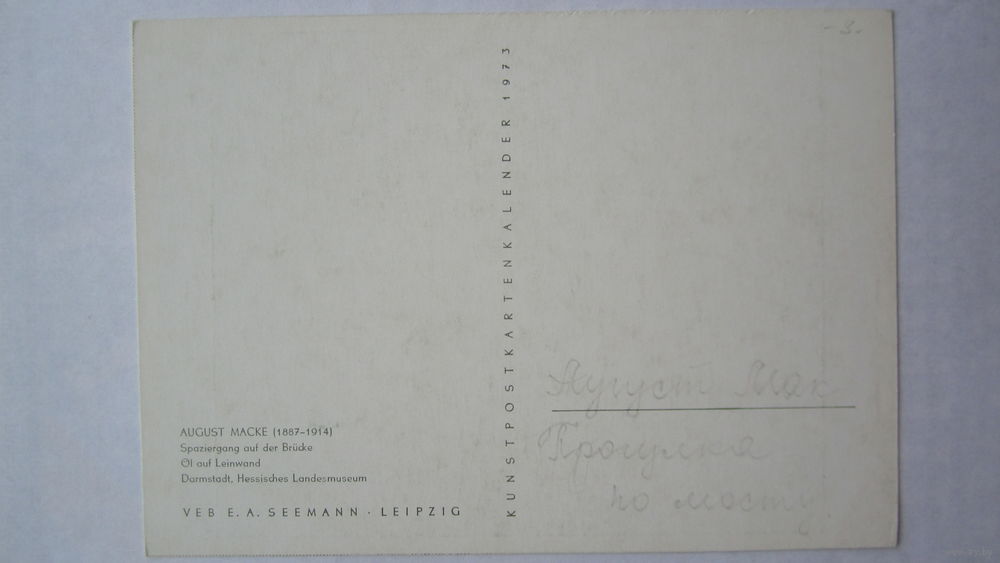 AUGUST MACKE (1887–1914)
Spaziergang auf der Brücke
Öl auf Leinwand
Darmstadt, Hessisches Landesmuseum
VEB E. A. SEEMANN · LEIPZIG
KUNSTPOSTKARTENKALENDER 1973
-3.
Аугуст Мак
Прогулка
по мосту